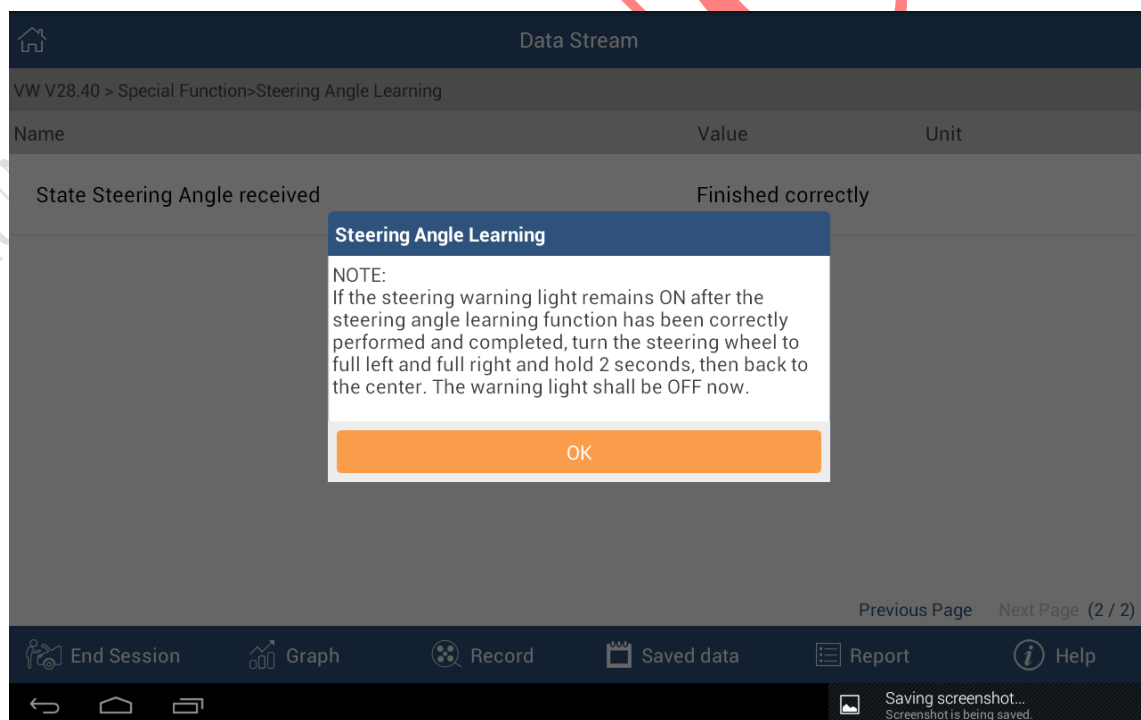 Data Stream
VW V28.40 > Special Function>Steering Angle Learning
Name Value Unit
State Steering Angle received Finished correctly
Steering Angle Learning
NOTE:
If the steering warning light remains ON after the
steering angle learning function has been correctly
performed and completed, turn the steering wheel to
full left and full right and hold 2 seconds, then back to
the center. The warning light shall be OFF now.
OK
Previous Page Next Page (2 / 2)
End Session Graph Record Saved data Report Help
Saving screenshot...
Screenshot is being saved.